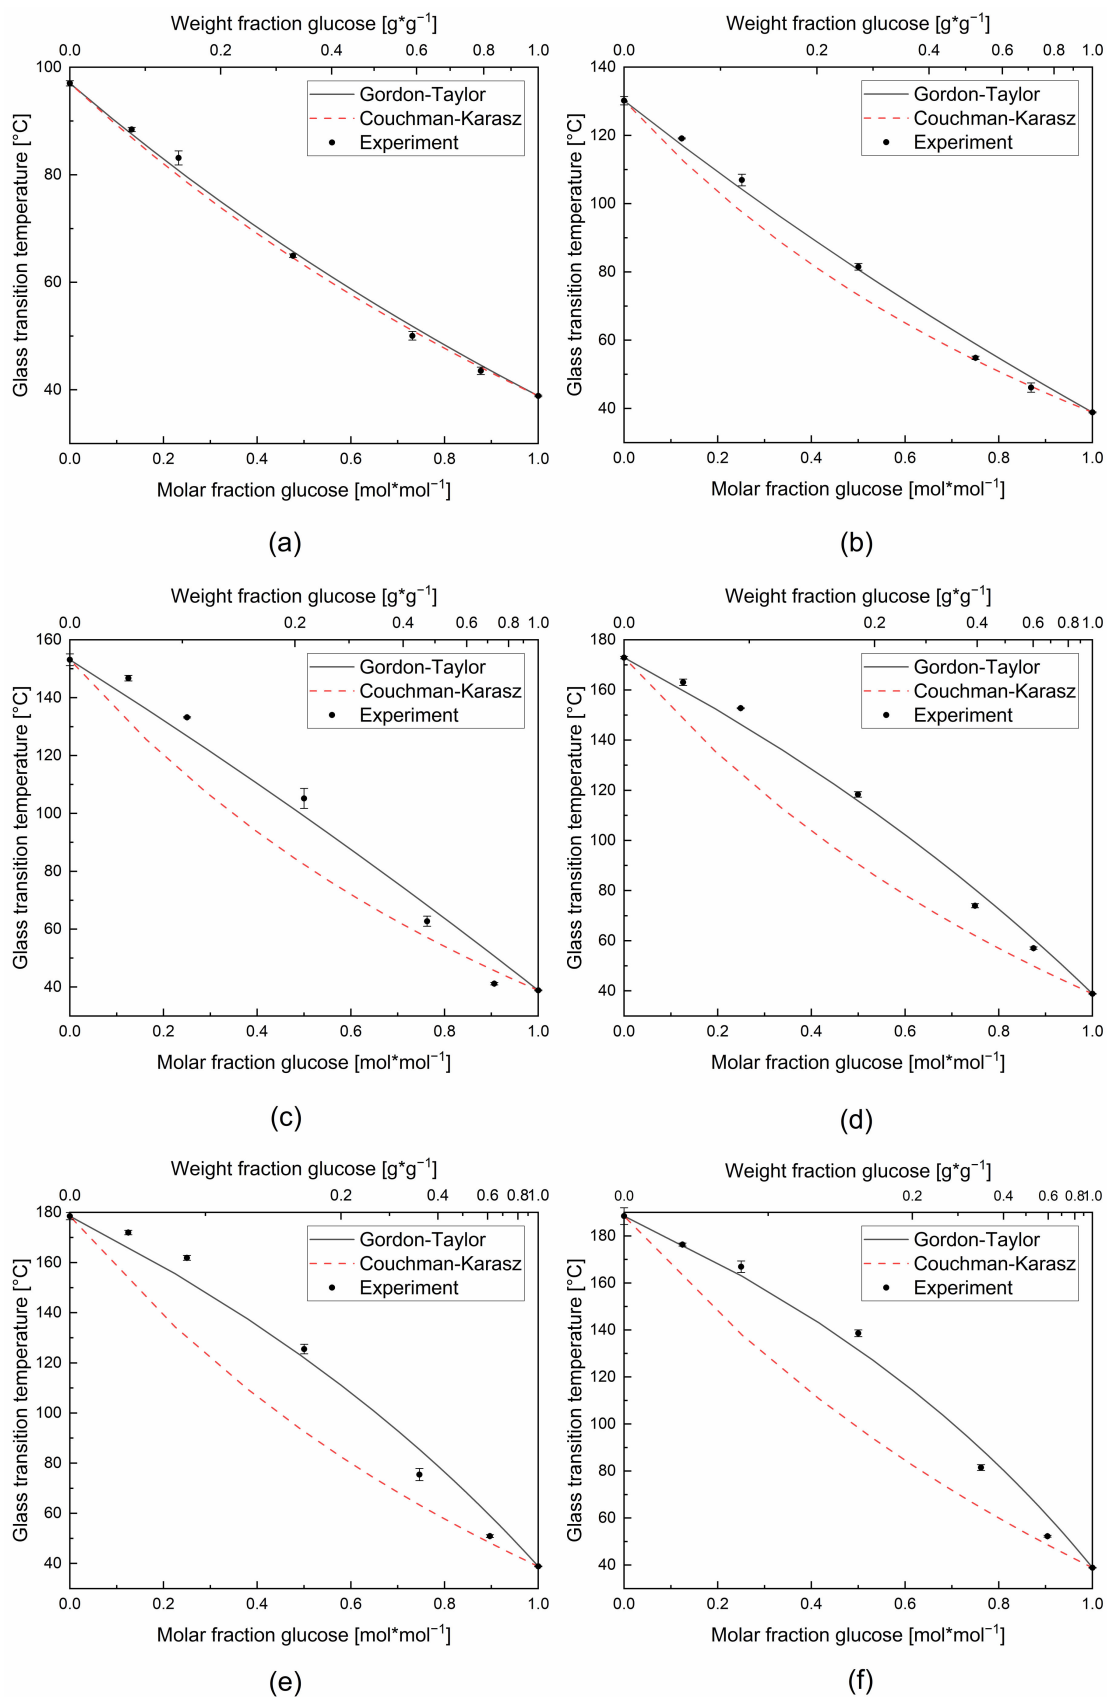 Weight fraction glucose [g*g⁻¹]
0.0 0.2 0.4 0.6 0.8 1.0
100
80
60
40
Glass transition temperature [°C]
Gordon-Taylor
Couchman-Karasz
Experiment
0.0 0.2 0.4 0.6 0.8 1.0
Molar fraction glucose [mol*mol⁻¹]
(a)
Weight fraction glucose [g*g⁻¹]
0.0 0.2 0.4 0.6 0.8 1.0
140
120
100
80
60
40
Glass transition temperature [°C]
Gordon-Taylor
Couchman-Karasz
Experiment
0.0 0.2 0.4 0.6 0.8 1.0
Molar fraction glucose [mol*mol⁻¹]
(b)
Weight fraction glucose [g*g⁻¹]
0.0 0.2 0.4 0.6 0.8 1.0
160
140
120
100
80
60
40
Glass transition temperature [°C]
Gordon-Taylor
Couchman-Karasz
Experiment
0.0 0.2 0.4 0.6 0.8 1.0
Molar fraction glucose [mol*mol⁻¹]
(c)
Weight fraction glucose [g*g⁻¹]
0.0 0.2 0.4 0.6 0.8 1.0
180
160
140
120
100
80
60
40
Glass transition temperature [°C]
Gordon-Taylor
Couchman-Karasz
Experiment
0.0 0.2 0.4 0.6 0.8 1.0
Molar fraction glucose [mol*mol⁻¹]
(d)
Weight fraction glucose [g*g⁻¹]
0.0 0.2 0.4 0.6 0.81.0
180
160
140
120
100
80
60
40
Glass transition temperature [°C]
Gordon-Taylor
Couchman-Karasz
Experiment
0.0 0.2 0.4 0.6 0.8 1.0
Molar fraction glucose [mol*mol⁻¹]
(e)
Weight fraction glucose [g*g⁻¹]
0.0 0.2 0.4 0.6 0.81.0
180
160
140
120
100
80
60
40
Glass transition temperature [°C]
Gordon-Taylor
Couchman-Karasz
Experiment
0.0 0.2 0.4 0.6 0.8 1.0
Molar fraction glucose [mol*mol⁻¹]
(f)